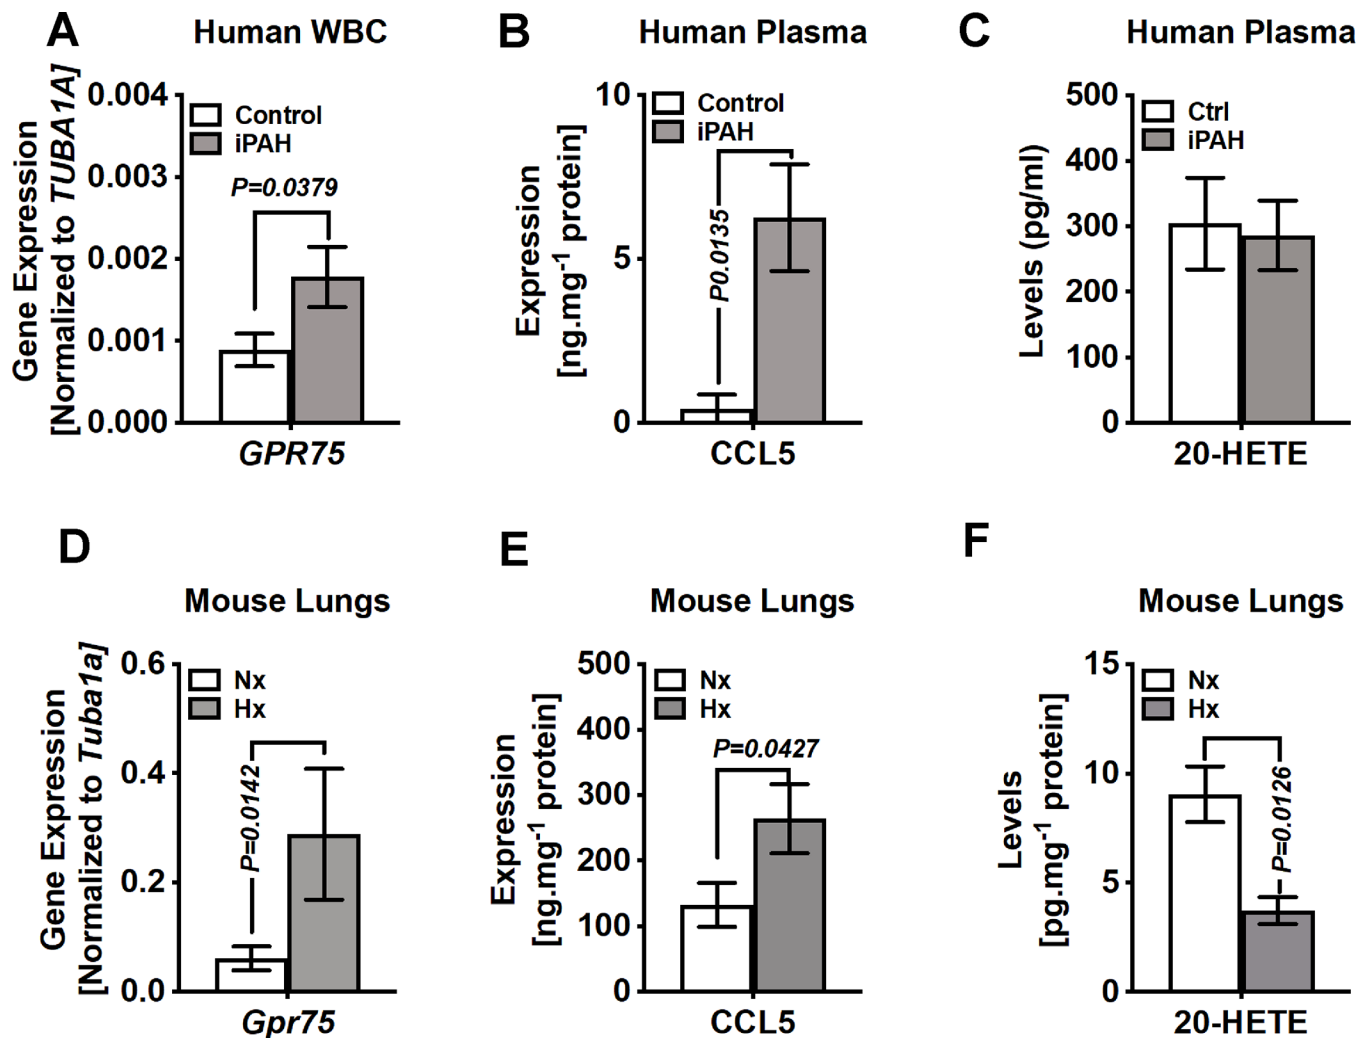 A
Human WBC
Gene Expression
[Normalized to TUBA1A]
0.004
0.003
0.002
0.001
0.000
Control
iPAH
P=0.0379
GPR75
B
Human Plasma
Expression
[ng.mg-1 protein]
10
5
0
Control
iPAH
P0.0135
CCL5
C
Human Plasma
Levels (pg/ml)
500
400
300
200
100
0
Ctrl
iPAH
20-HETE
D
Mouse Lungs
Gene Expression
[Normalized to Tuba1a]
0.6
0.4
0.2
0.0
Nx
Hx
P=0.0142
Gpr75
E
Mouse Lungs
Expression
[ng.mg-1 protein]
500
400
300
200
100
0
Nx
Hx
P=0.0427
CCL5
F
Mouse Lungs
Levels
[pg.mg-1 protein]
15
10
5
0
Nx
Hx
P=0.0126
20-HETE